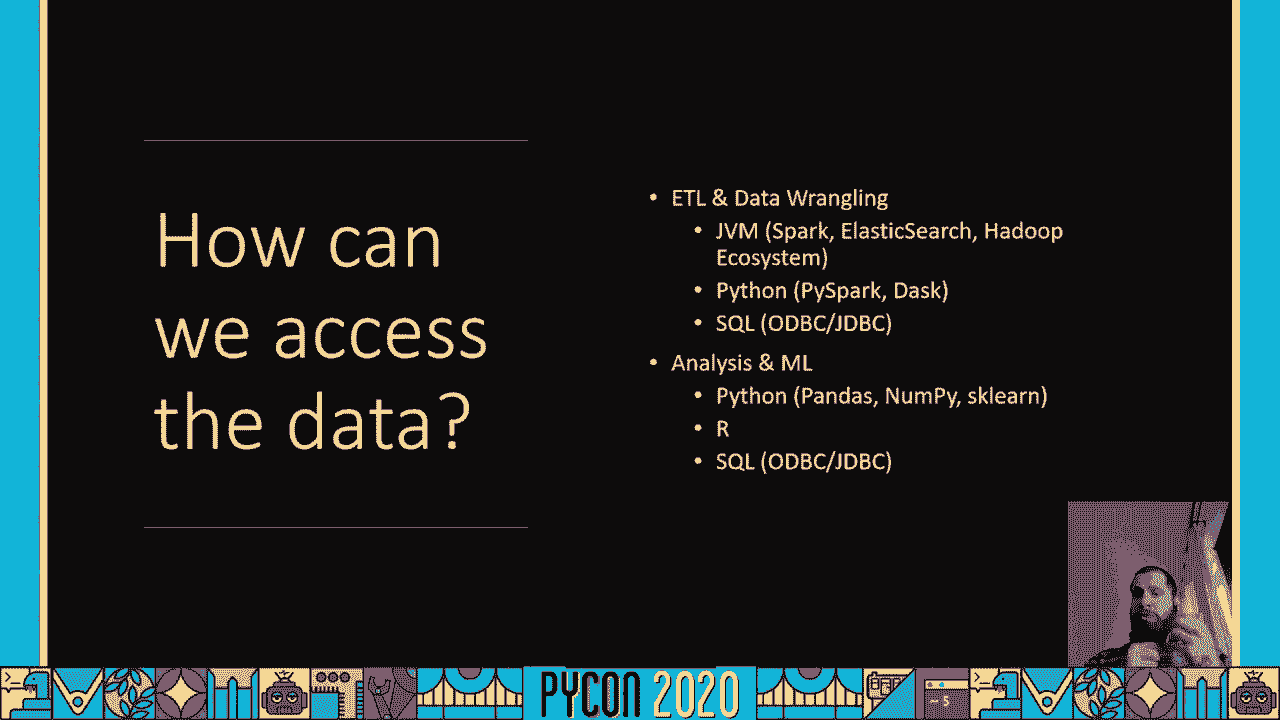 How can
we access
the data?
• ETL & Data Wrangling
• JVM (Spark, ElasticSearch, Hadoop
Ecosystem)
• Python (PySpark, Dask)
• SQL (ODBC/JDBC)
• Analysis & ML
• Python (Pandas, NumPy, sklearn)
• R
• SQL (ODBC/JDBC)
PYCON 2020